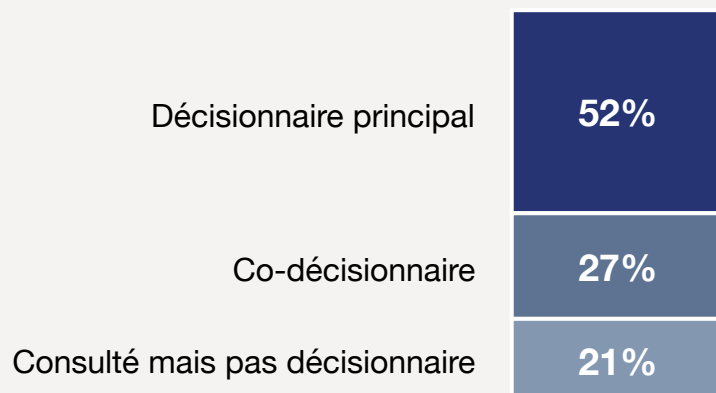 Décisionnaire principal 52%
Co-décisionnaire 27%
Consulté mais pas décisionnaire 21%